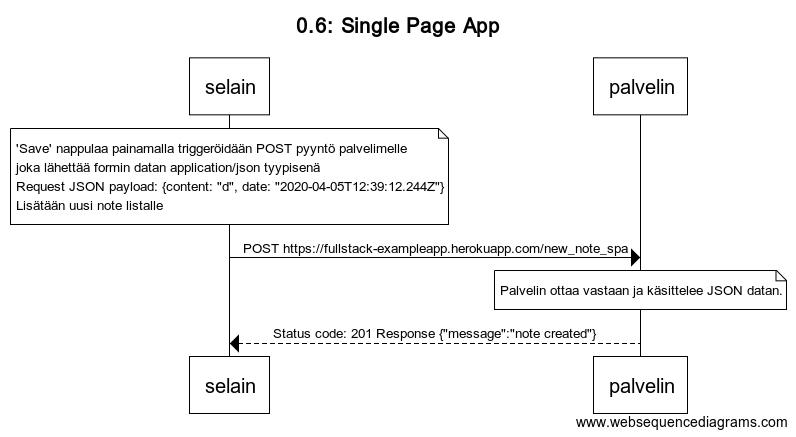 0.6: Single Page App
selain
palvelin
'Save' nappulaa painamalla triggeröidään POST pyyntö palvelimelle
joka lähettää formin datan application/json tyypisenä
Request JSON payload: {content: "d", date: "2020-04-05T12:39:12.244Z"}
Lisätään uusi note listalle
POST https://fullstack-exampleapp.herokuapp.com/new_note_spa
Palvelin ottaa vastaan ja käsittelee JSON datan.
Status code: 201 Response {"message":"note created"}
selain
palvelin
www.websequencediagrams.com